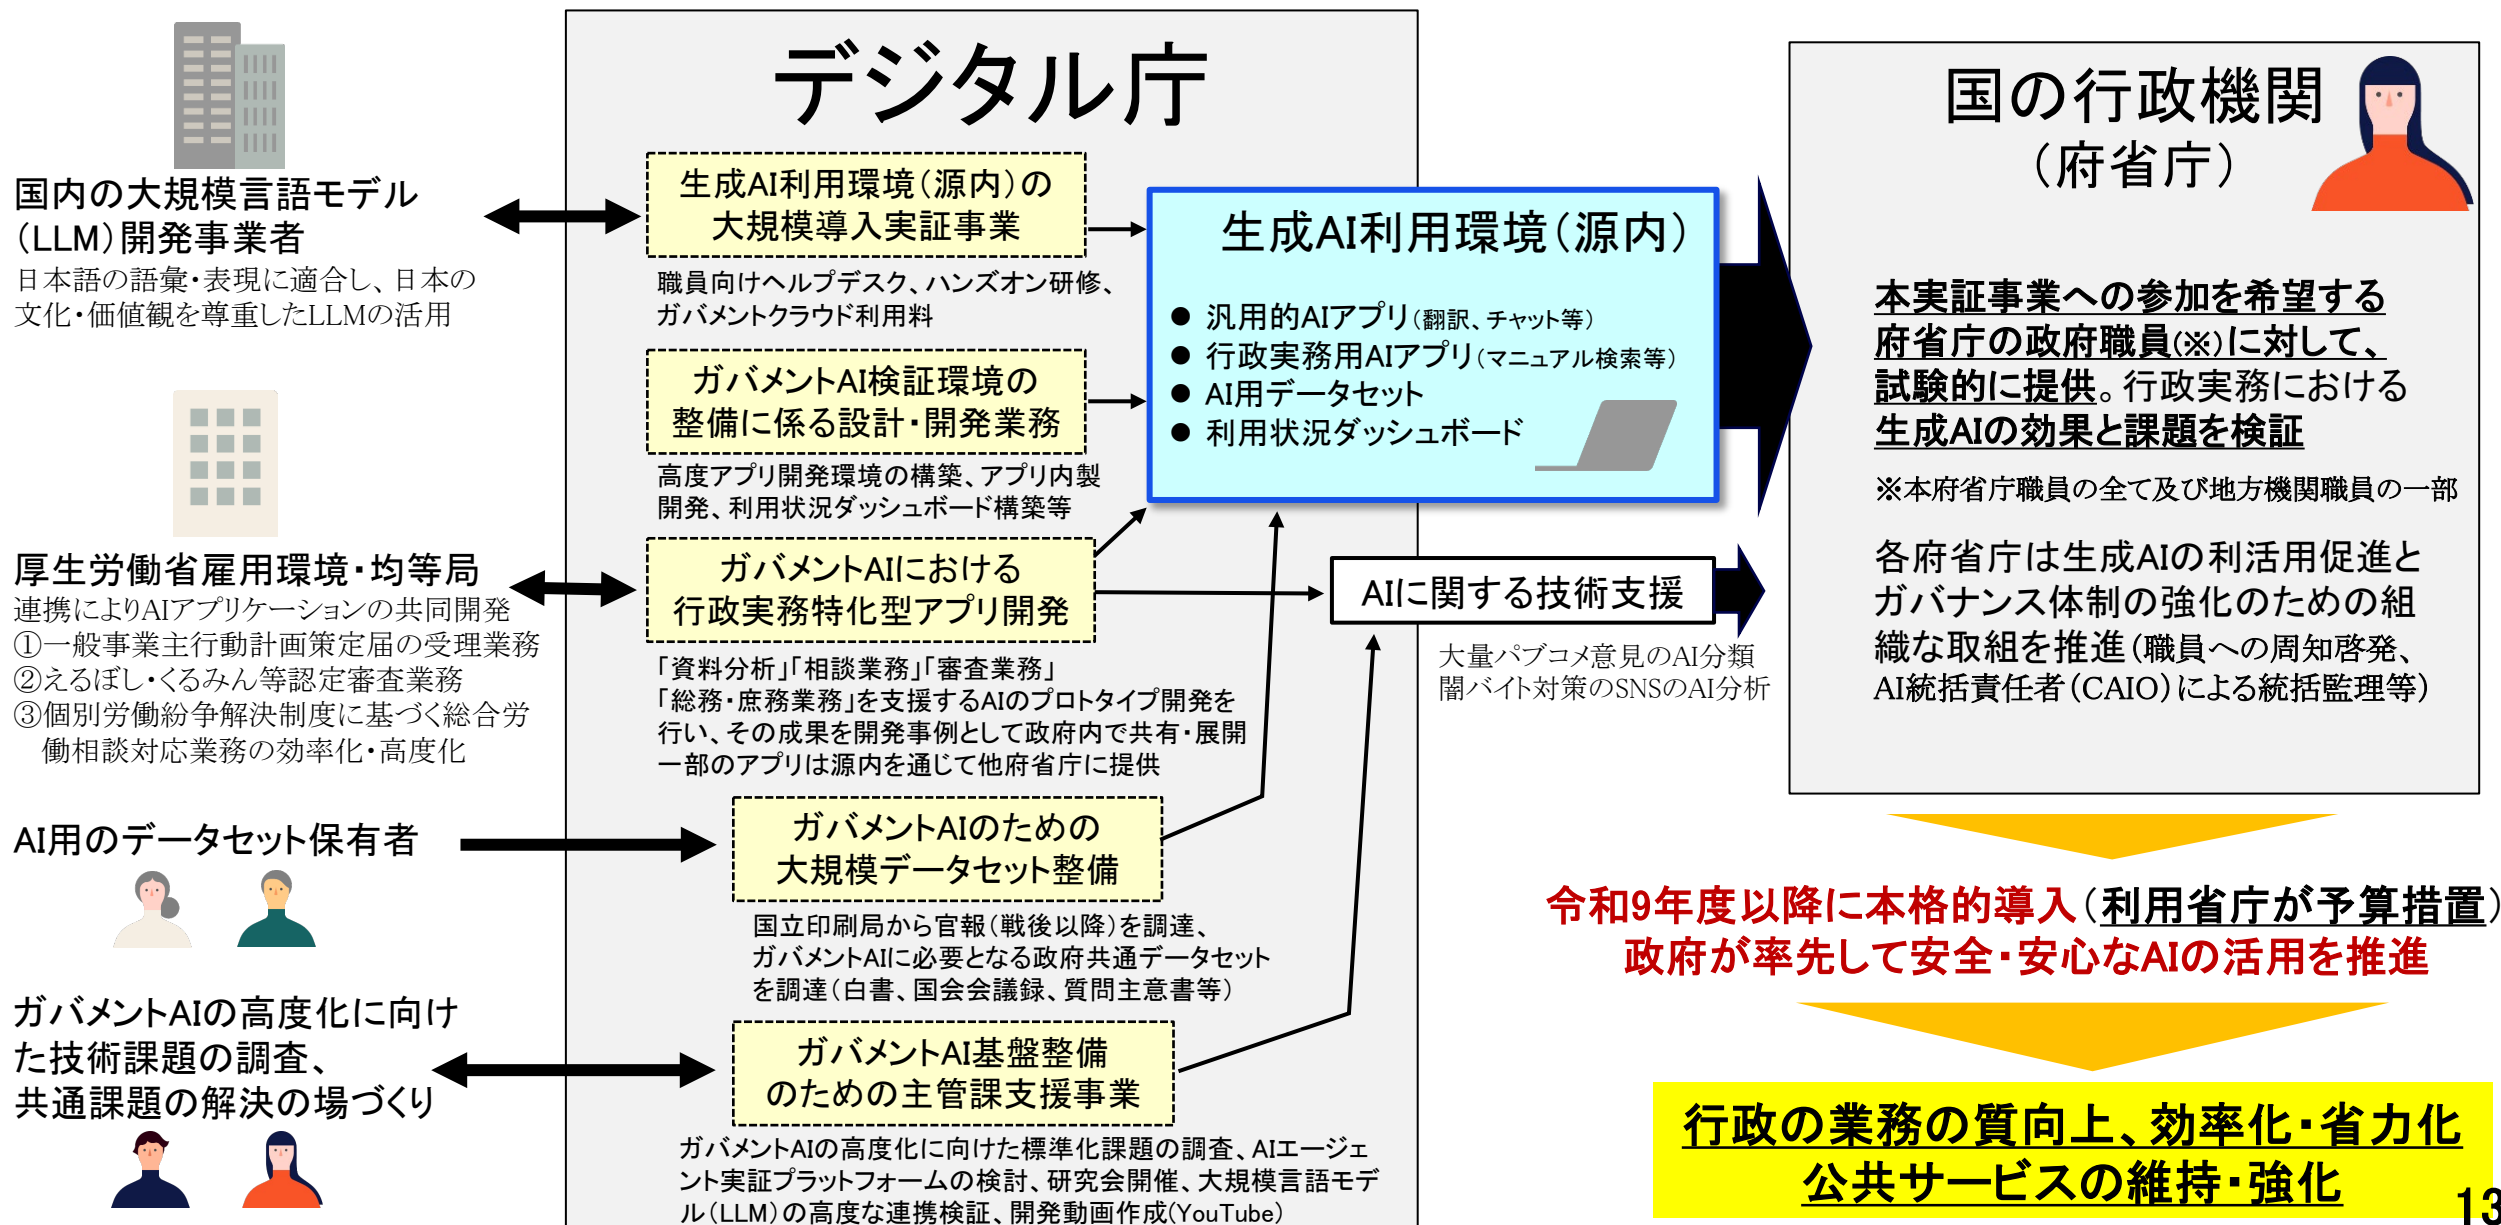 国内の大規模言語モデル
（LLM）開発事業者
日本語の語彙・表現に適合し、日本の
文化・価値観を尊重したLLMの活用
厚生労働省雇用環境・均等局
連携によりAIアプリケーションの共同開発
①一般事業主行動計画策定届の受理業務
②えるぼし・くるみん等認定審査業務
③個別労働紛争解決制度に基づく総合労
働相談対応業務の効率化・高度化
AI用のデータセット保有者
ガバメントAIの高度化に向け
た技術課題の調査、
共通課題の解決の場づくり
デジタル庁
生成AI利用環境（源内）の
大規模導入実証事業
職員向けヘルプデスク、ハンズオン研修、
ガバメントクラウド利用料
ガバメントAI検証環境の
整備に係る設計・開発業務
高度アプリ開発環境の構築、アプリ内製
開発、利用状況ダッシュボード構築等
ガバメントAIにおける
行政実務特化型アプリ開発
「資料分析」「相談業務」「審査業務」
「総務・庶務業務」を支援するAIのプロトタイプ開発を
行い、その成果を開発事例として政府内で共有・展開
一部のアプリは源内を通じて他府省庁に提供
ガバメントAIのための
大規模データセット整備
国立印刷局から官報（戦後以降）を調達、
ガバメントAIに必要となる政府共通データセット
を調達（白書、国会会議録、質問主意書等）
ガバメントAI基盤整備
のための主管課支援事業
ガバメントAIの高度化に向けた標準化課題の調査、AIエージェ
ント実証プラットフォームの検討、研究会開催、大規模言語モデ
ル（LLM）の高度な連携検証、開発動画作成(YouTube)
生成AI利用環境（源内）
● 汎用的AIアプリ（翻訳、チャット等）
● 行政実務用AIアプリ（マニュアル検索等）
● AI用データセット
● 利用状況ダッシュボード
AIに関する技術支援
大量パブコメ意見のAI分類
闇バイト対策のSNSのAI分析
国の行政機関
（府省庁）
本実証事業への参加を希望する
府省庁の政府職員(※)に対して、
試験的に提供。行政実務における
生成AIの効果と課題を検証
※本府省庁職員の全て及び地方機関職員の一部
各府省庁は生成AIの利活用促進と
ガバナンス体制の強化のための組
織な取組を推進（職員への周知啓発、
AI統括責任者（CAIO）による統括監理等）
令和9年度以降に本格的導入（利用省庁が予算措置）
政府が率先して安全・安心なAIの活用を推進
行政の業務の質向上、効率化・省力化
公共サービスの維持・強化
13